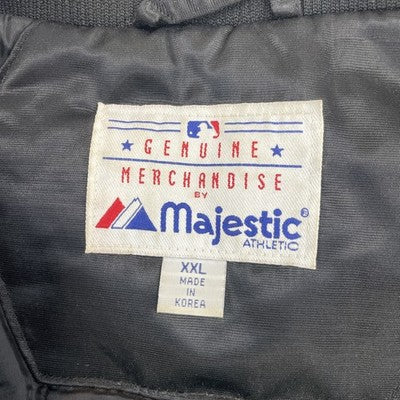 GENUINE
MERCHANDISE
BY
Majestic®
ATHLETIC
XXL
MADE
IN
KOREA